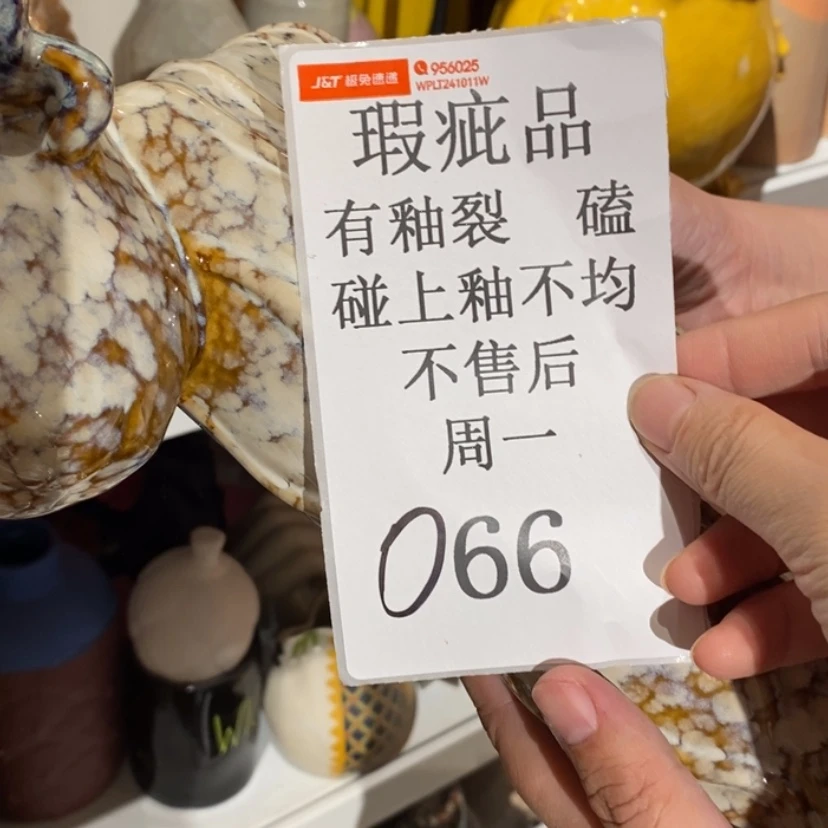 J&T 极兔速递 956025
WPLT241011W
瑕疵品
有釉裂 磕
碰上釉不均
不售后
周一
066
W